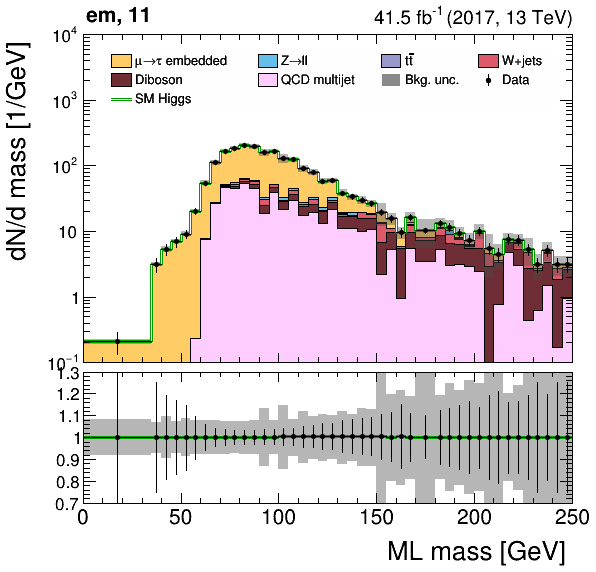 em, 11
41.5 fb⁻¹ (2017, 13 TeV)
dN/d mass [1/GeV]
10⁴
10³
10²
10
1
10⁻¹
μ→τ embedded
Z→ll
tt̄
W+jets
Diboson
QCD multijet
Bkg. unc.
Data
SM Higgs
1.3
1.2
1.1
1
0.9
0.8
0.7
0 50 100 150 200 250
ML mass [GeV]